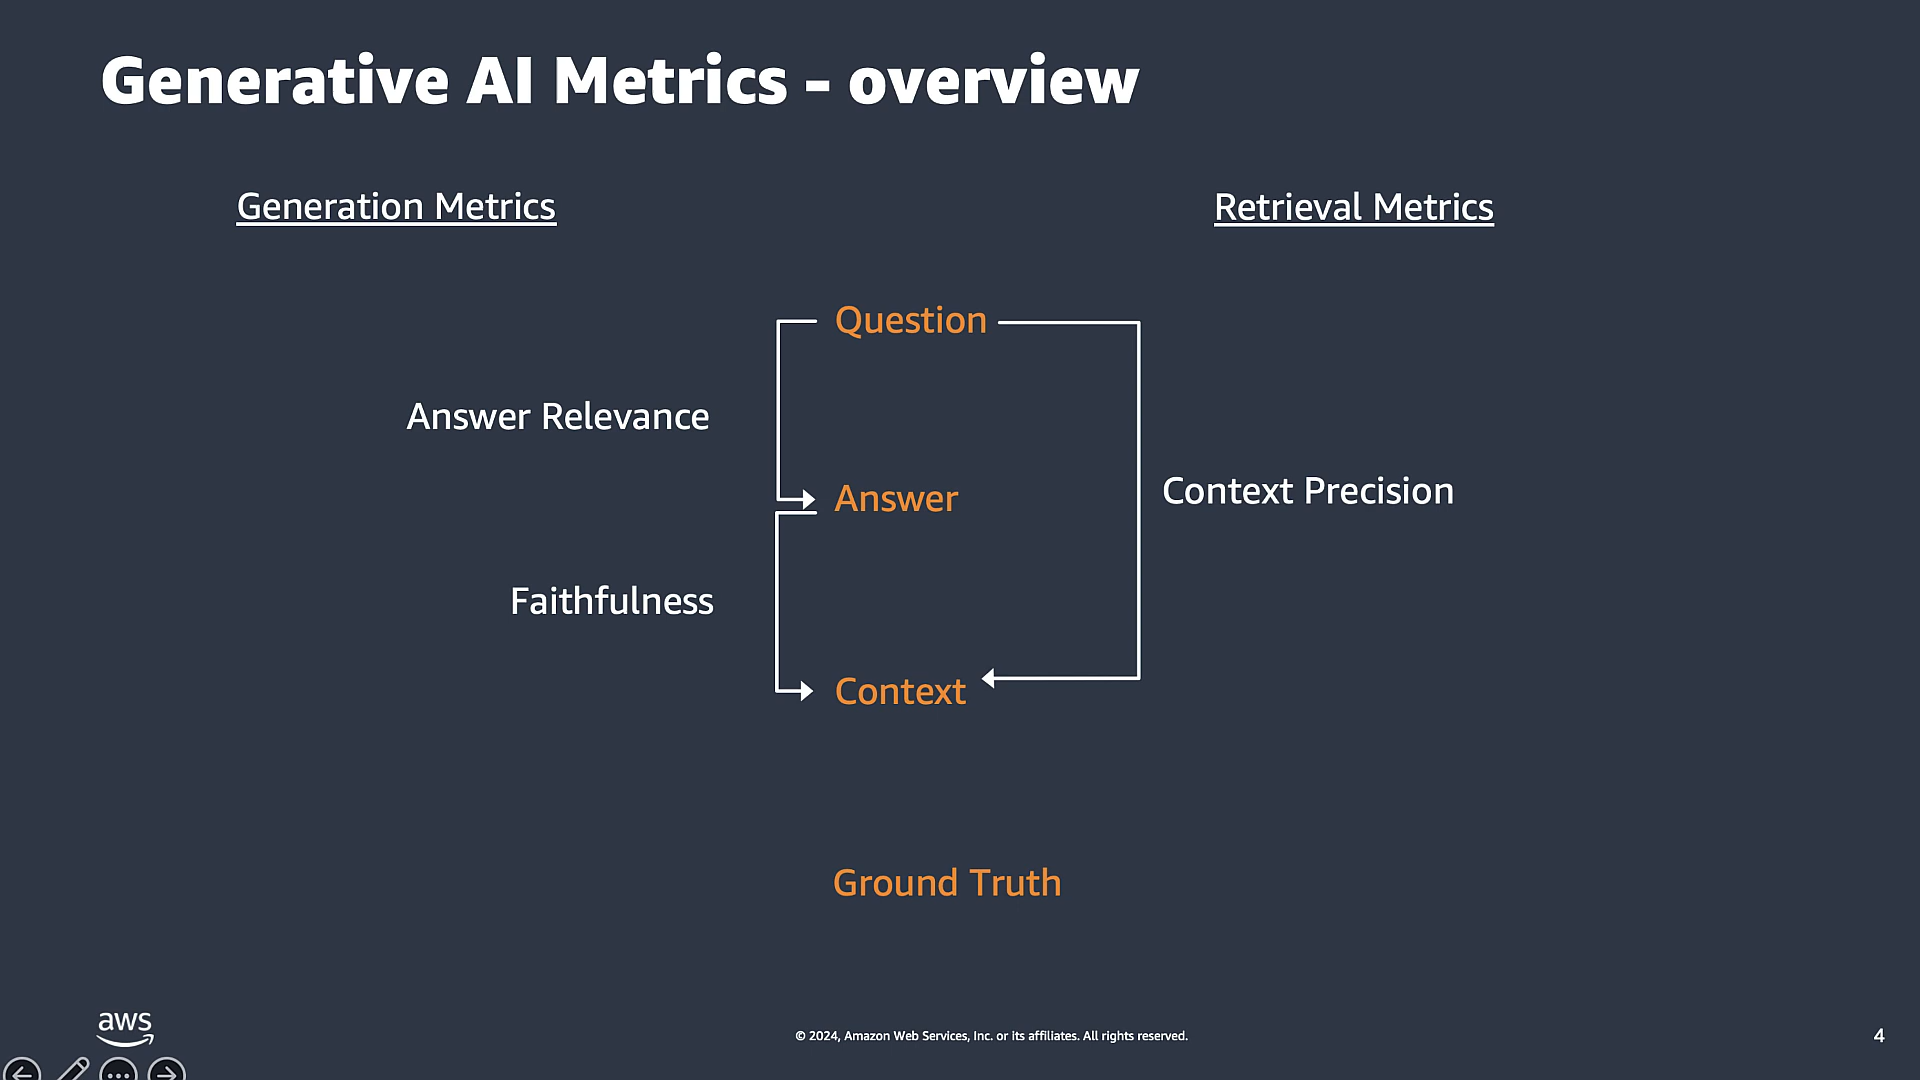 Generative AI Metrics - overview
Generation Metrics
Retrieval Metrics
Question
Answer Relevance
Answer
Context Precision
Faithfulness
Context
Ground Truth
aws
© 2024, Amazon Web Services, Inc. or its affiliates. All rights reserved.
4